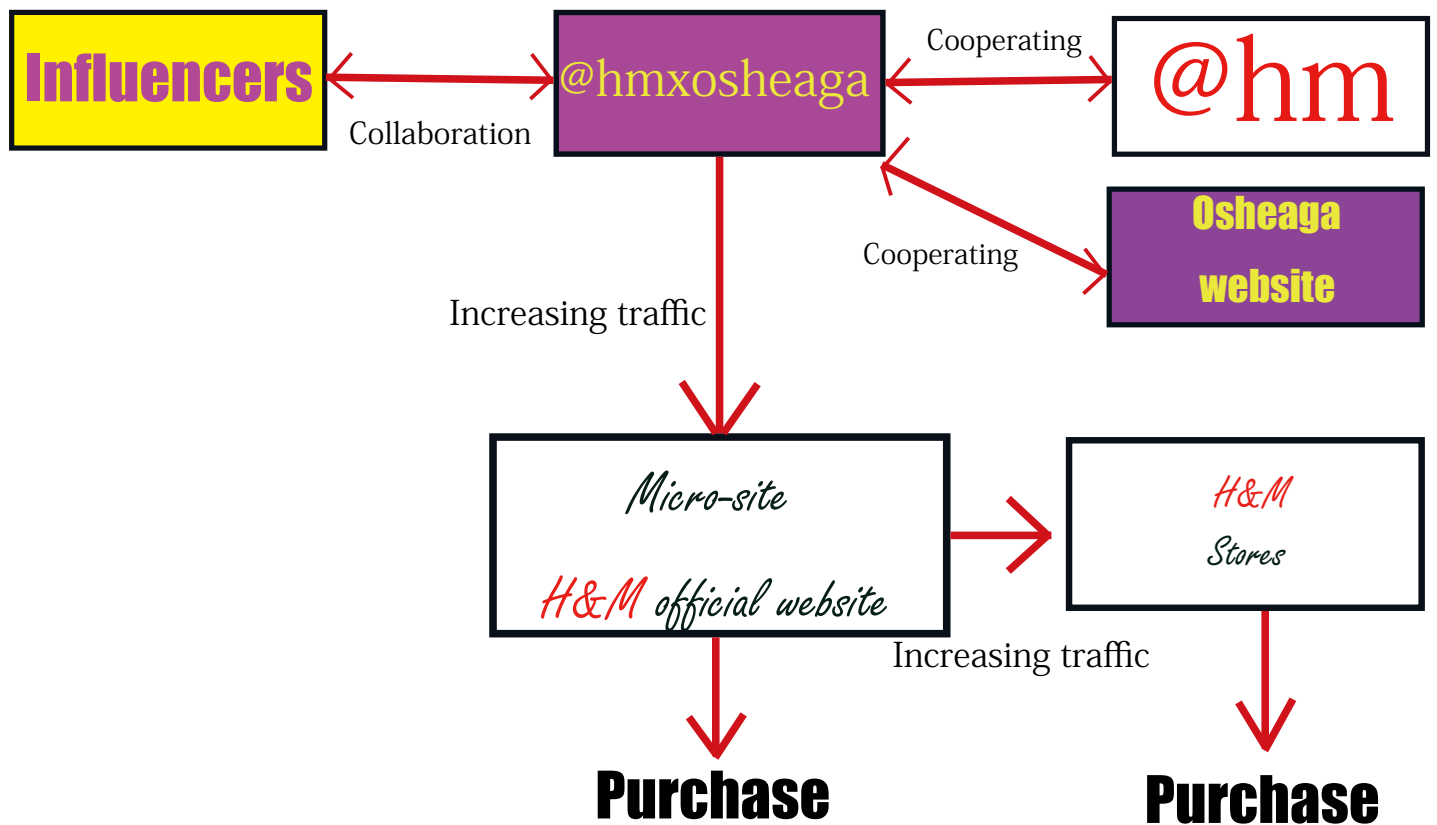 Influencers
@hmxosheaga
Cooperating
@hm
Collaboration
Osheaga
website
Cooperating
Increasing traffic
Micro-site
H&M official website
H&M
Stores
Increasing traffic
Purchase
Purchase